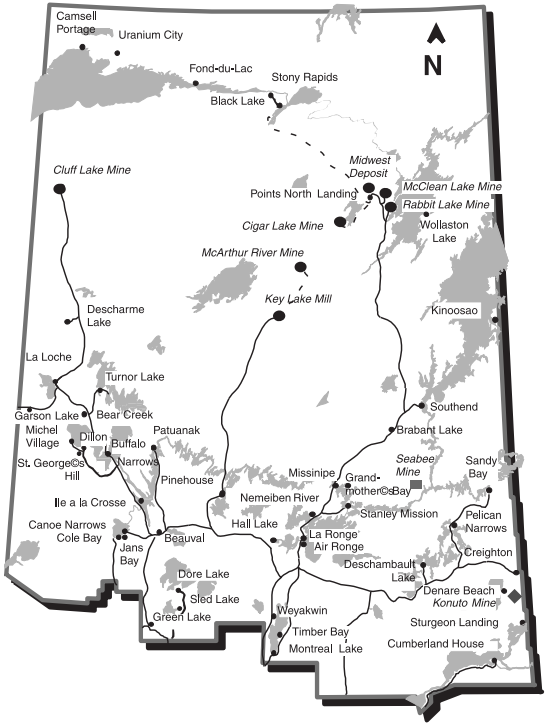 Camsell
Portage
Uranium City
N
Fond-du-Lac
Stony Rapids
Black Lake
Midwest
Deposit
Cluff Lake Mine
McClean Lake Mine
Points North Landing
Rabbit Lake Mine
Cigar Lake Mine
Wollaston
Lake
McArthur River Mine
Key Lake Mill
Descharme
Lake
Kinoosao
La Loche
Turnor Lake
Garson Lake
Bear Creek
Southend
Michel
Village
Dillon
Buffalo
Narrows
Patuanak
Brabant Lake
St. George©s
Hill
Seabee
Mine
Sandy
Bay
Pinehouse
Missinipe
Grand-
mother©s Bay
Ile a la Crosse
Nemeiben River
Stanley Mission
Pelican
Narrows
Canoe Narrows
Cole Bay
Hall Lake
La Ronge
Air Ronge
Jans
Bay
Beauval
Creighton
Deschambault
Lake
Dore Lake
Denare Beach
Konuto Mine
Sled Lake
Green Lake
Weyakwin
Sturgeon Landing
Timber Bay
Montreal Lake
Cumberland House